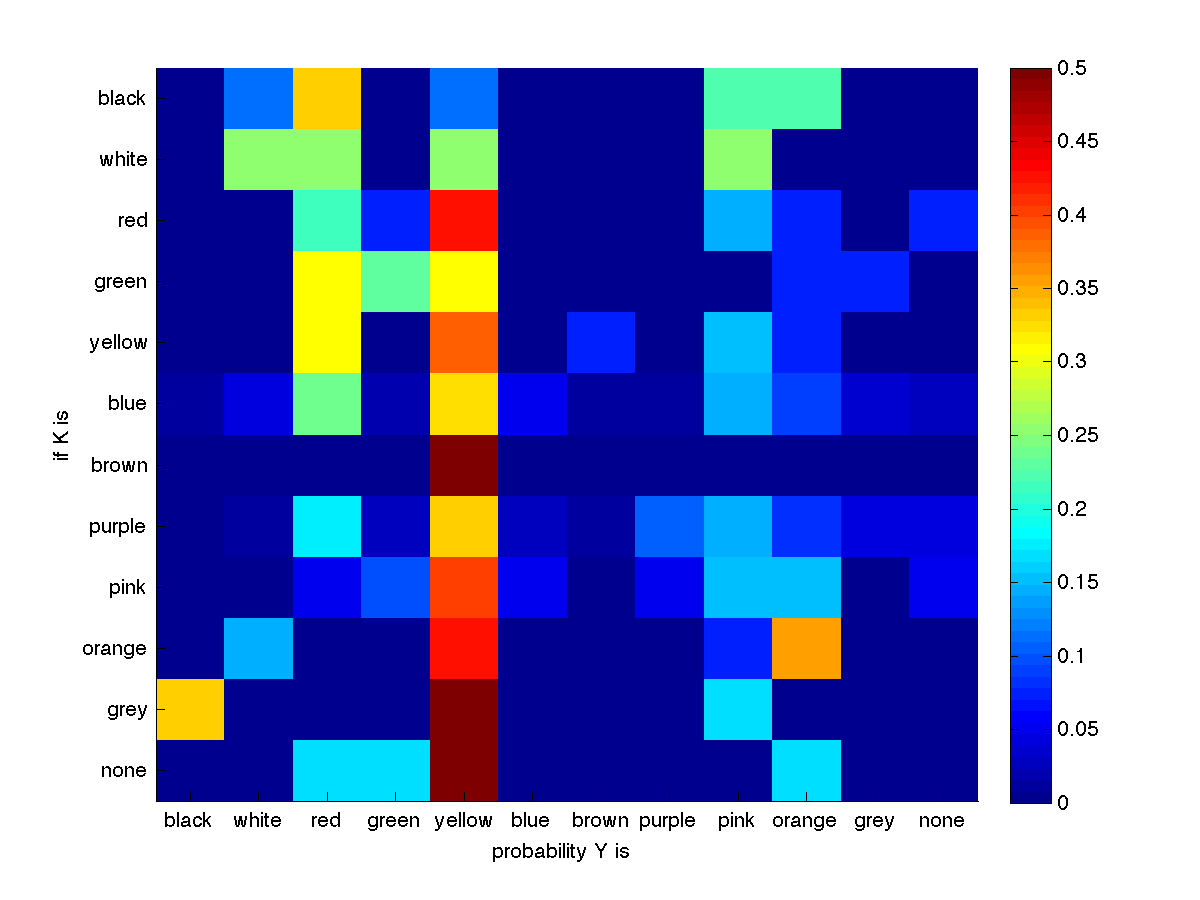 black
white
red
green
yellow
blue
brown
purple
pink
orange
grey
none
if K is
black white red green yellow blue brown purple pink orange grey none
probability Y is
0.5
0.45
0.4
0.35
0.3
0.25
0.2
0.15
0.1
0.05
0